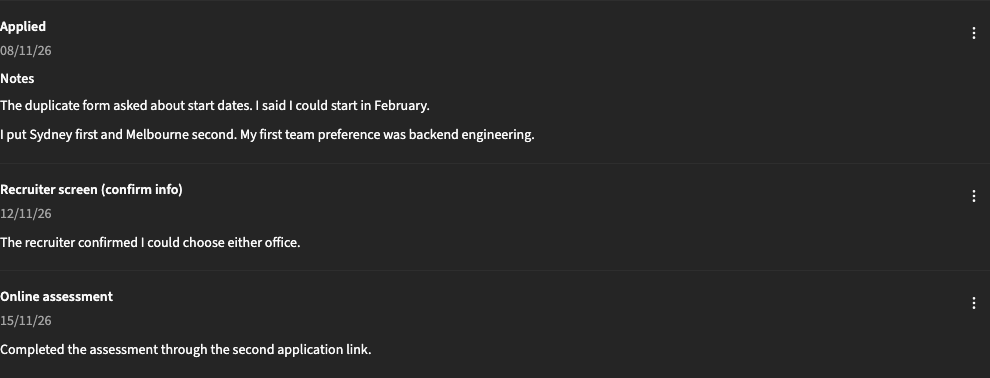 Applied
08/11/26
Notes
The duplicate form asked about start dates. I said I could start in February.
I put Sydney first and Melbourne second. My first team preference was backend engineering.
Recruiter screen (confirm info)
12/11/26
The recruiter confirmed I could choose either office.
Online assessment
15/11/26
Completed the assessment through the second application link.